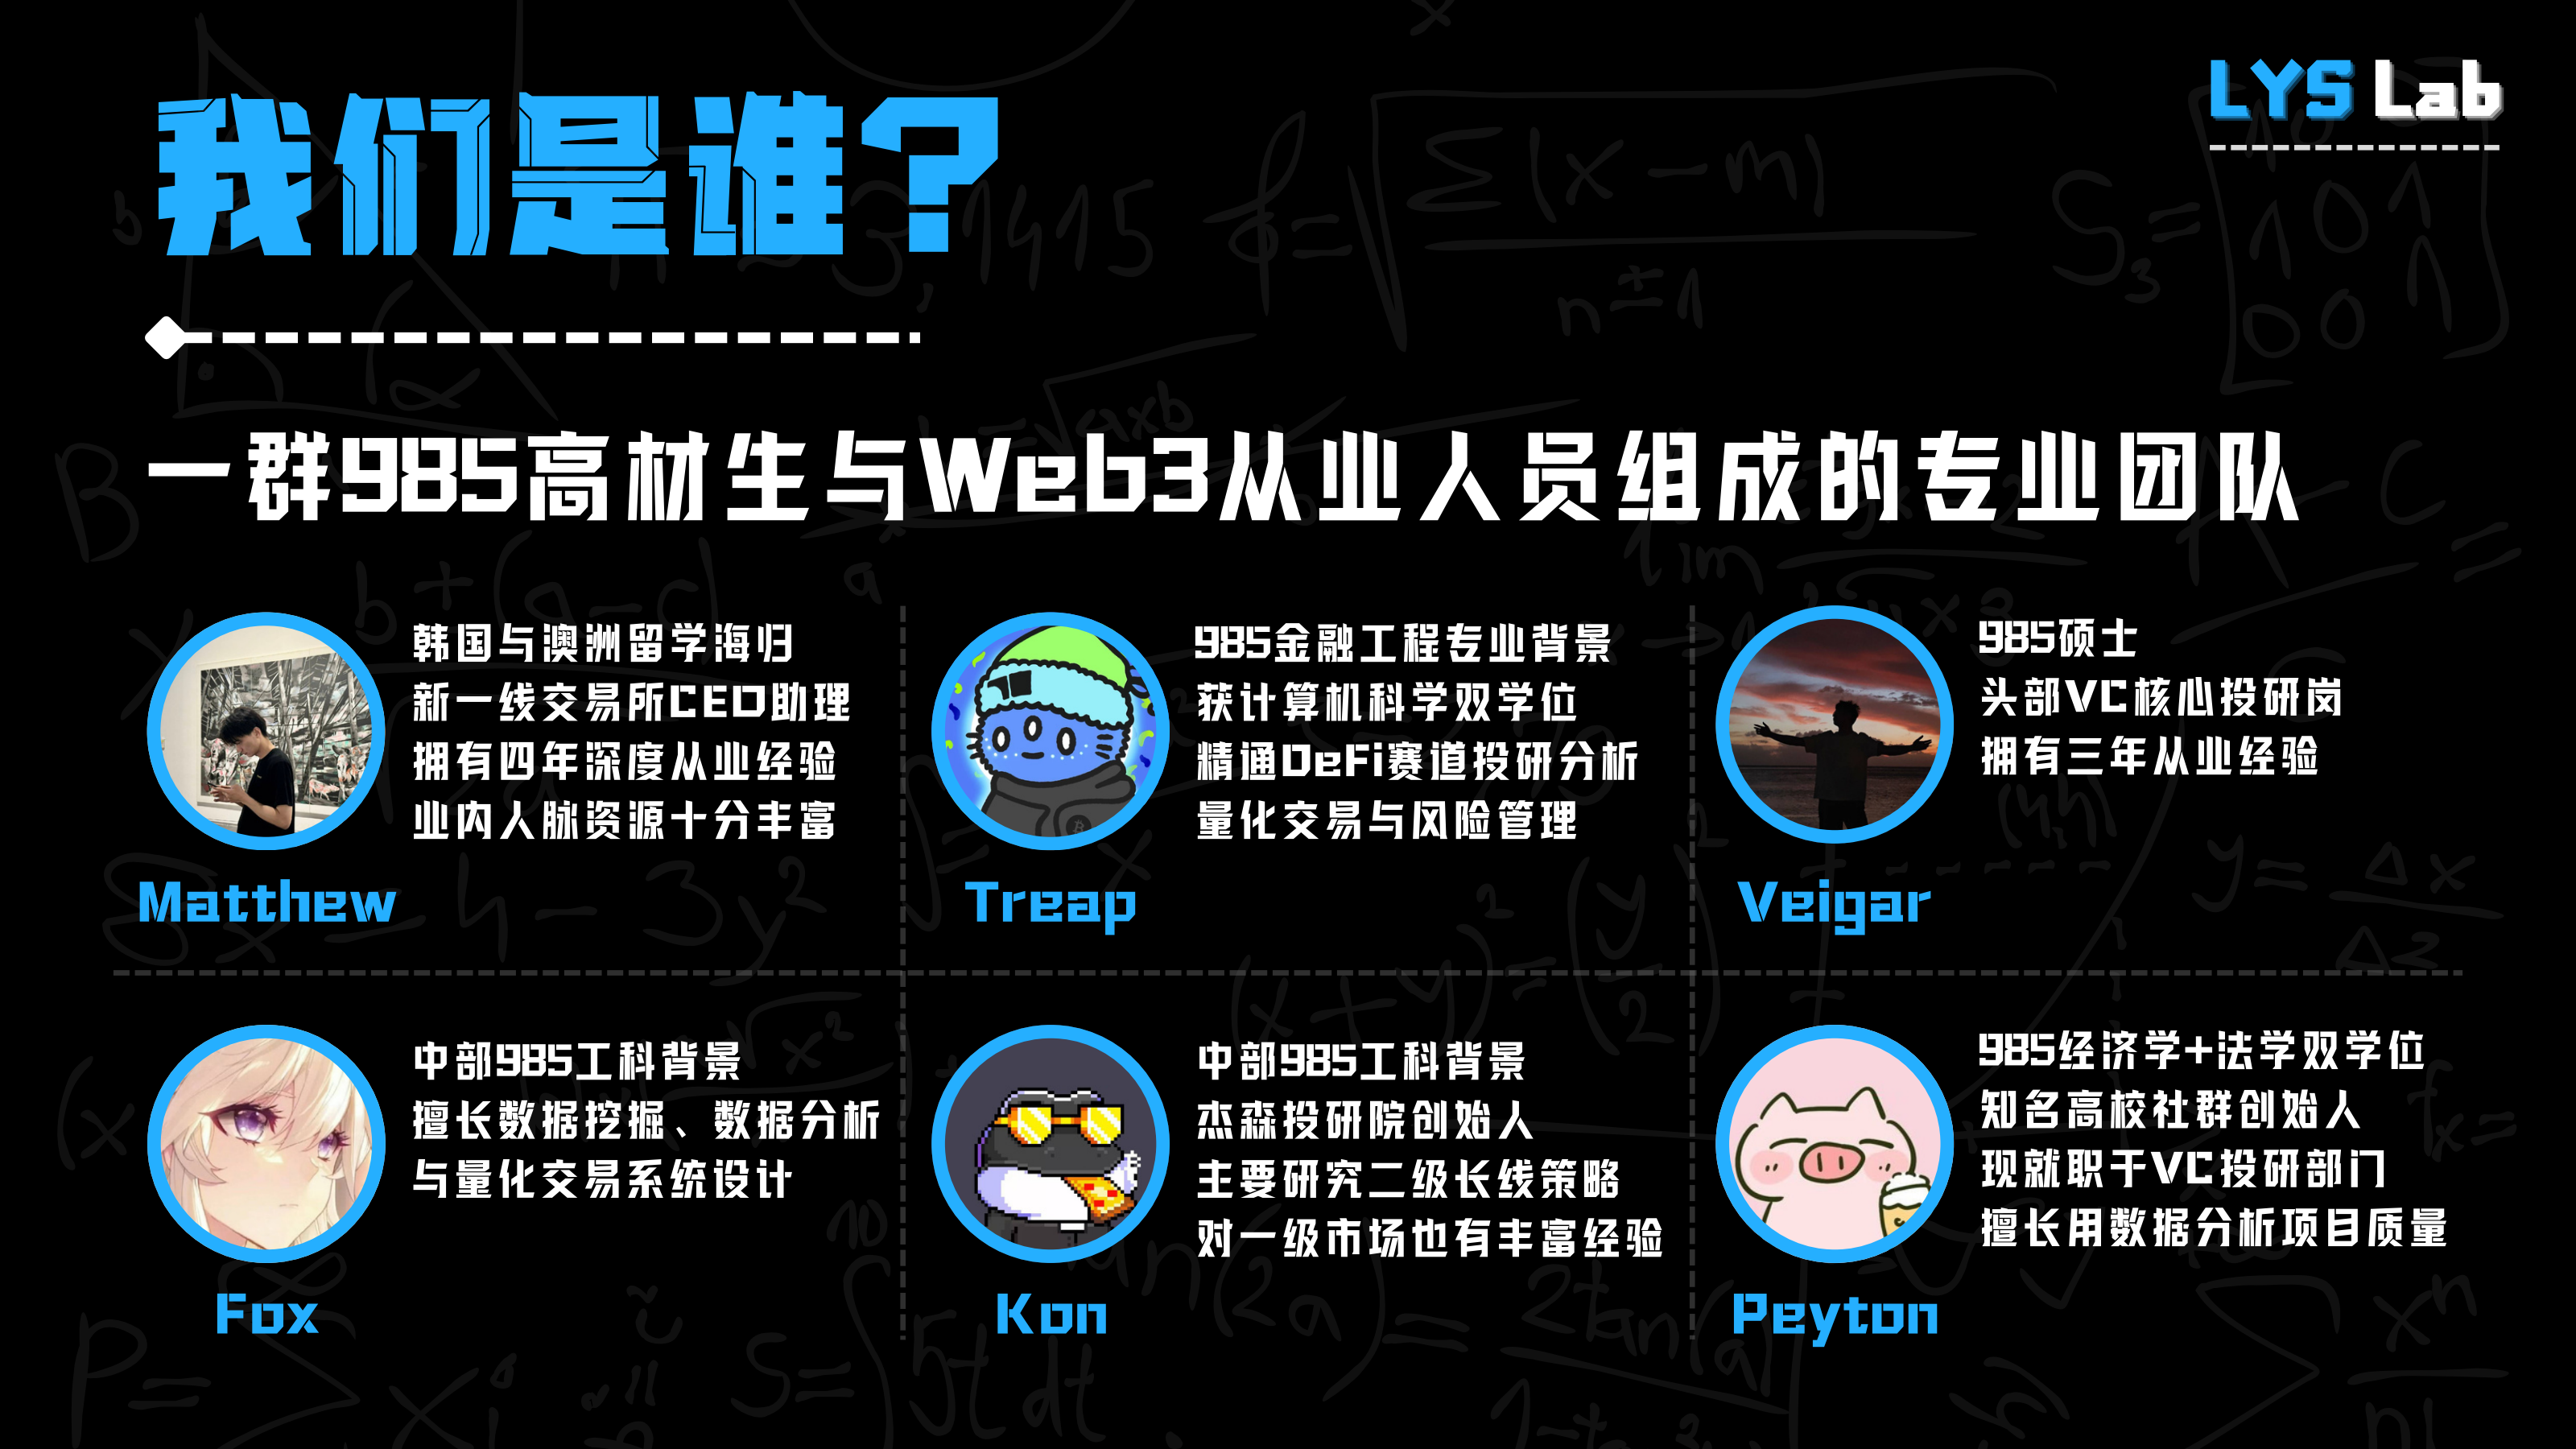 我们是谁?
LYS Lab
一群985高材生与Web3从业人员组成的专业团队
韩国与澳洲留学海归
新一线交易所CEO助理
拥有四年深度从业经验
业内人脉资源十分丰富
Matthew
985金融工程专业背景
获计算机科学双学位
精通DeFi赛道投研分析
量化交易与风险管理
Treap
985硕士
头部VC核心投研岗
拥有三年从业经验
Veigar
中部985工科背景
擅长数据挖掘、数据分析
与量化交易系统设计
Fox
中部985工科背景
杰森投研院创始人
主要研究二级长线策略
对一级市场也有丰富经验
Kon
985经济学+法学双学位
知名高校社群创始人
现就职于VC投研部门
擅长用数据分析项目质量
Peyton